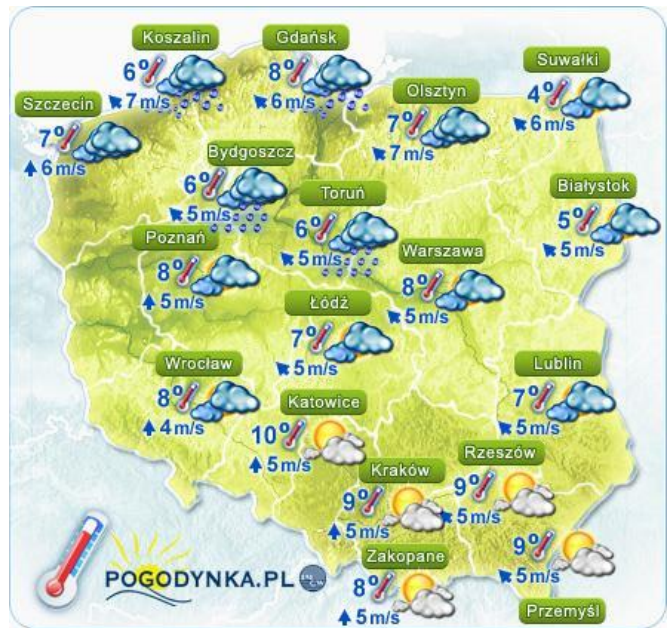 Koszalin
6°
7 m/s
Gdańsk
8°
6 m/s
Suwałki
4°
6 m/s
Szczecin
7°
6 m/s
Olsztyn
7°
7 m/s
Bydgoszcz
6°
5 m/s
Toruń
6°
5 m/s
Białystok
5°
5 m/s
Poznań
8°
5 m/s
Warszawa
8°
5 m/s
Łódź
7°
5 m/s
Wrocław
8°
4 m/s
Lublin
7°
5 m/s
Katowice
10°
5 m/s
Kraków
9°
5 m/s
Rzeszów
9°
5 m/s
Zakopane
8°
5 m/s
9°
5 m/s
Przemyśl
POGODYNKA.PL